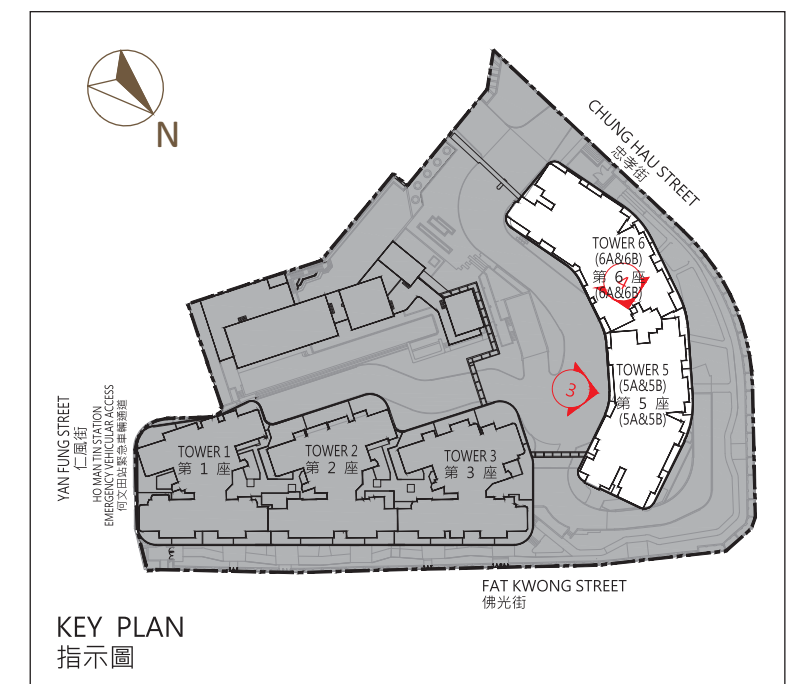 N
CHUNG HAU STREET
忠孝街
TOWER 6
(6A&6B)
第 6 座
(6A&6B)
4
TOWER 5
(5A&5B)
第 5 座
(5A&5B)
3
YAN FUNG STREET
仁風街
HO MAN TIN STATION
EMERGENCY VEHICULAR ACCESS
何文田站緊急車輛通道
TOWER 1
第 1 座
TOWER 2
第 2 座
TOWER 3
第 3 座
FAT KWONG STREET
佛光街
KEY PLAN
指示圖